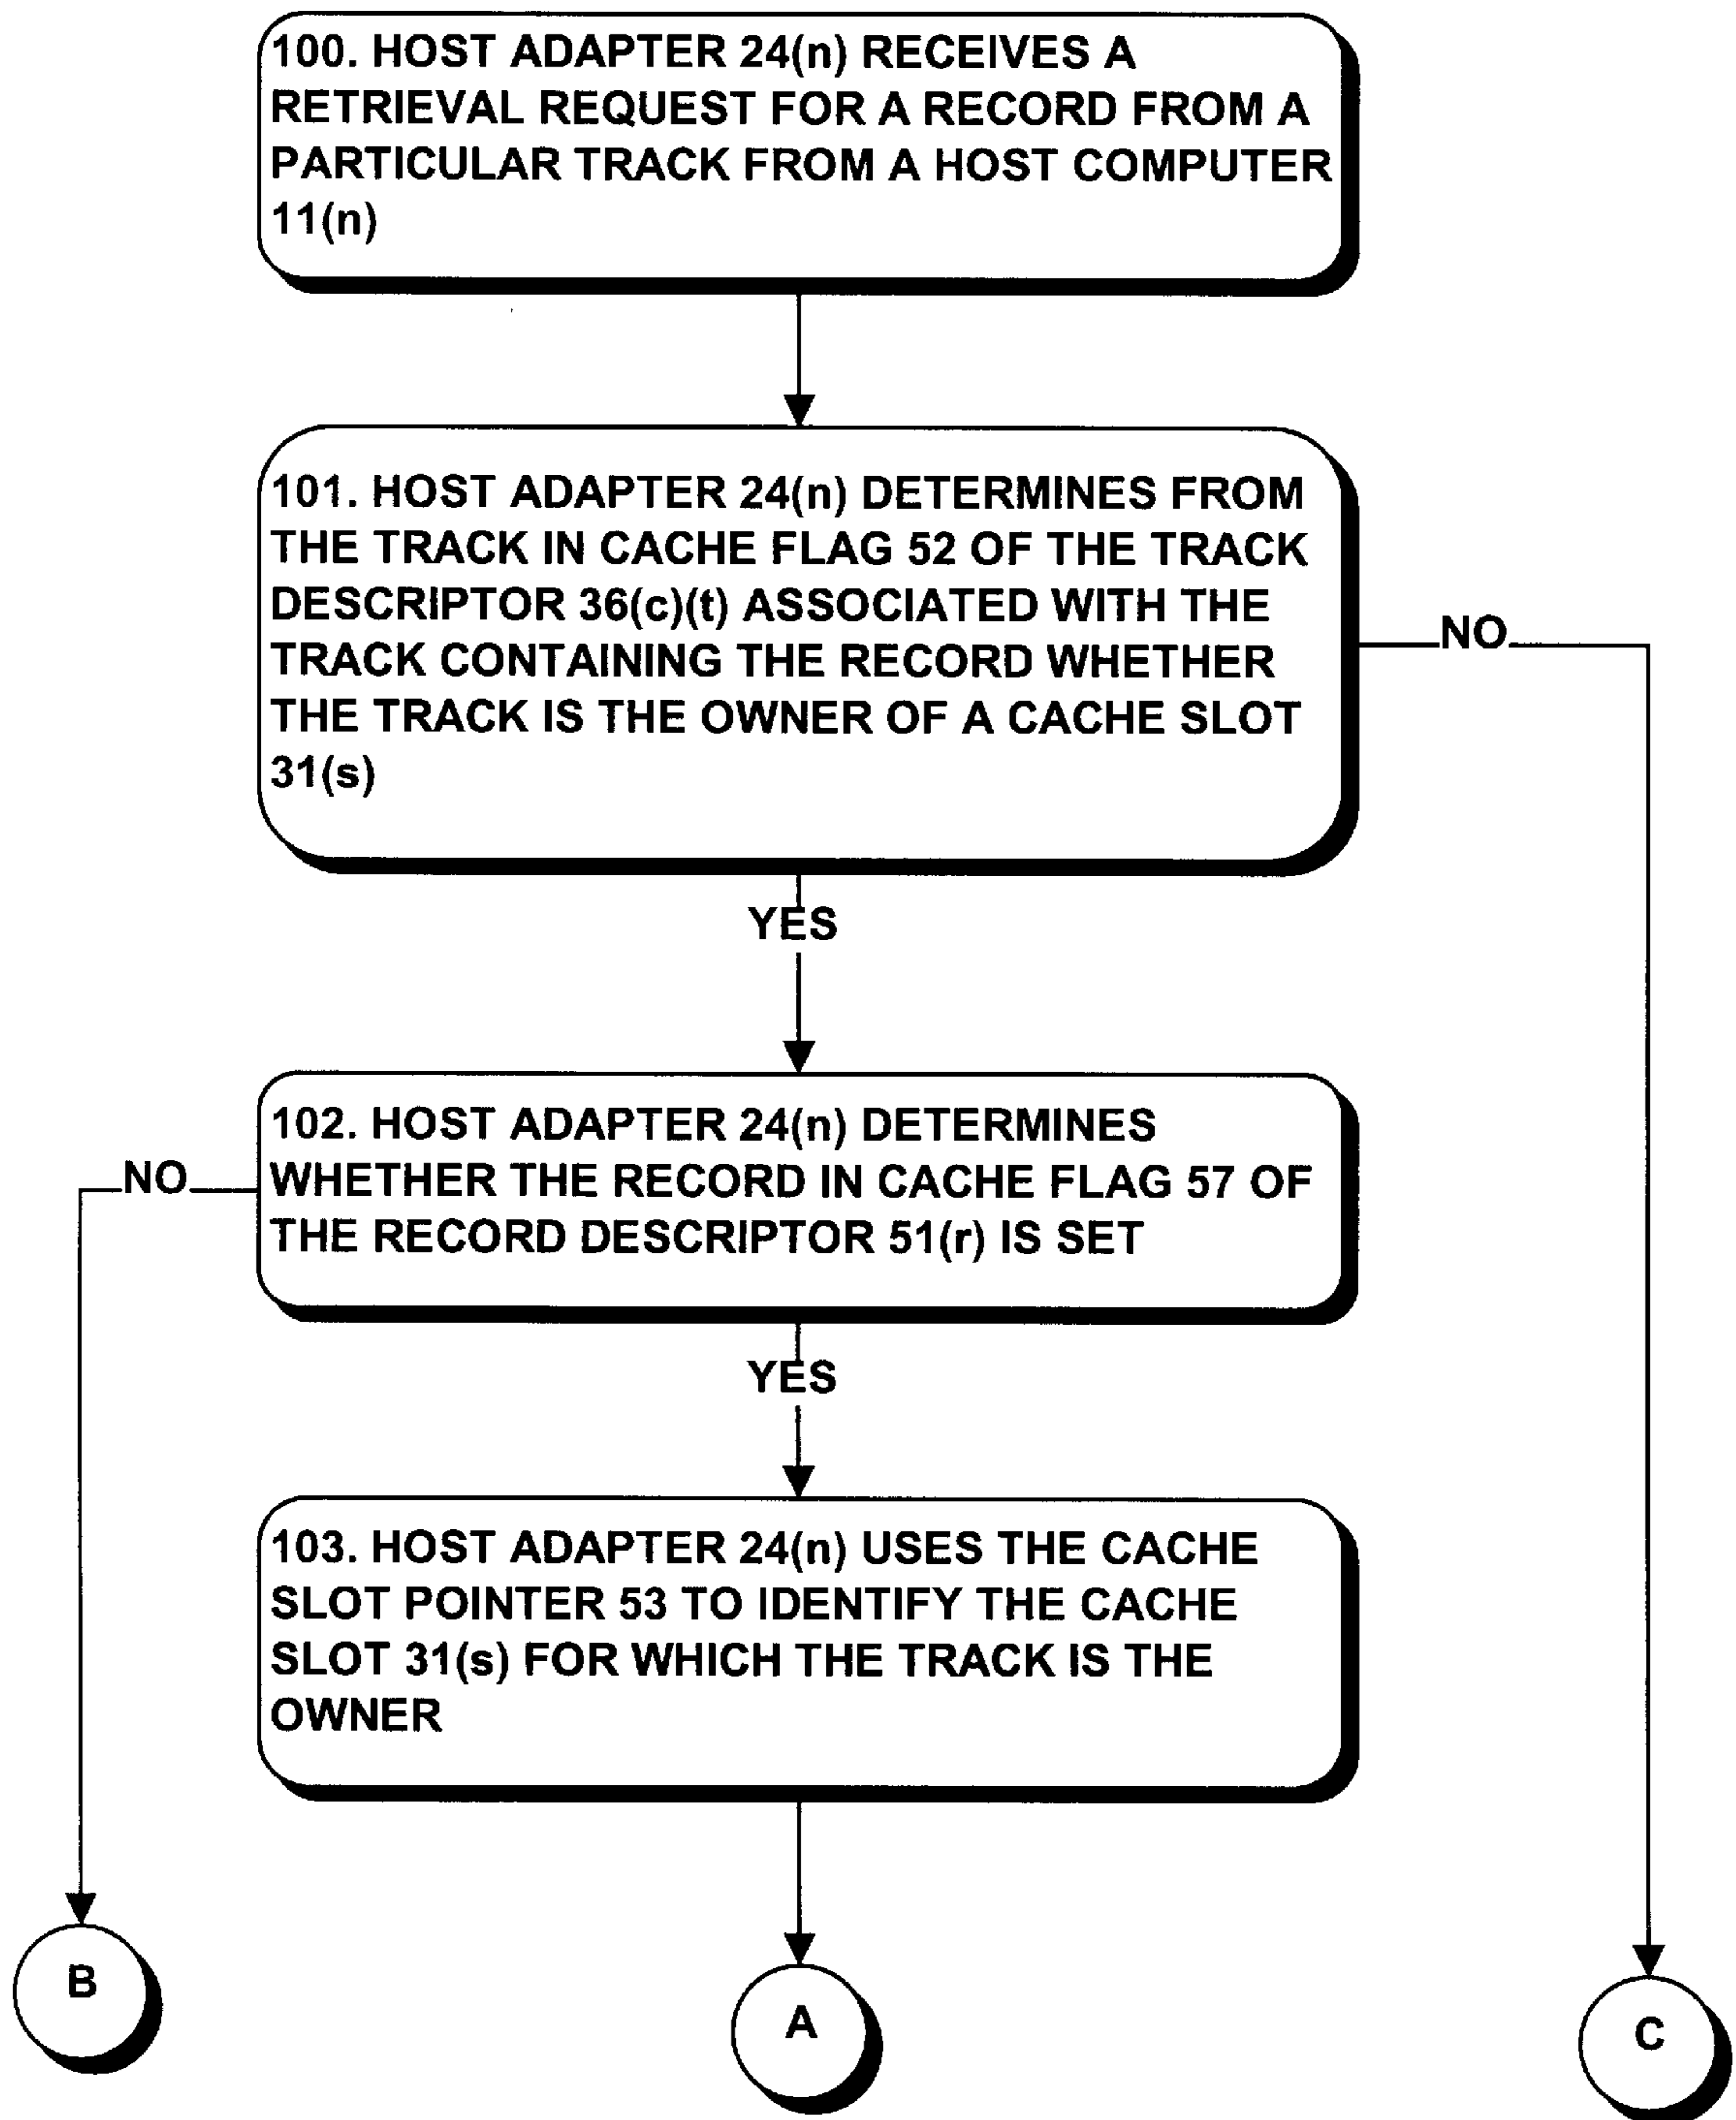 100. HOST ADAPTER 24(n) RECEIVES A
RETRIEVAL REQUEST FOR A RECORD FROM A
PARTICULAR TRACK FROM A HOST COMPUTER
11(n)
101. HOST ADAPTER 24(n) DETERMINES FROM
THE TRACK IN CACHE FLAG 52 OF THE TRACK
DESCRIPTOR 36(c)(t) ASSOCIATED WITH THE
TRACK CONTAINING THE RECORD WHETHER
THE TRACK IS THE OWNER OF A CACHE SLOT
31(s)
NO
YES
102. HOST ADAPTER 24(n) DETERMINES
WHETHER THE RECORD IN CACHE FLAG 57 OF
THE RECORD DESCRIPTOR 51(r) IS SET
NO
YES
103. HOST ADAPTER 24(n) USES THE CACHE
SLOT POINTER 53 TO IDENTIFY THE CACHE
SLOT 31(s) FOR WHICH THE TRACK IS THE
OWNER
B
A
C